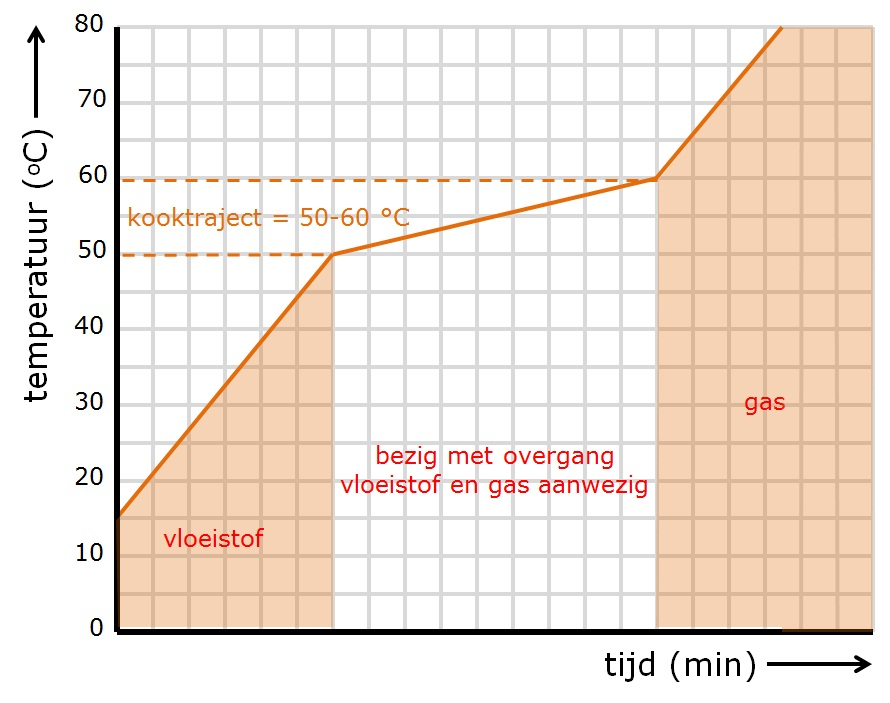 80
70
60
50
40
30
20
10
0
temperatuur (°C)
kooktraject = 50-60 °C
bezig met overgang
vloeistof en gas aanwezig
vloeistof
gas
tijd (min)